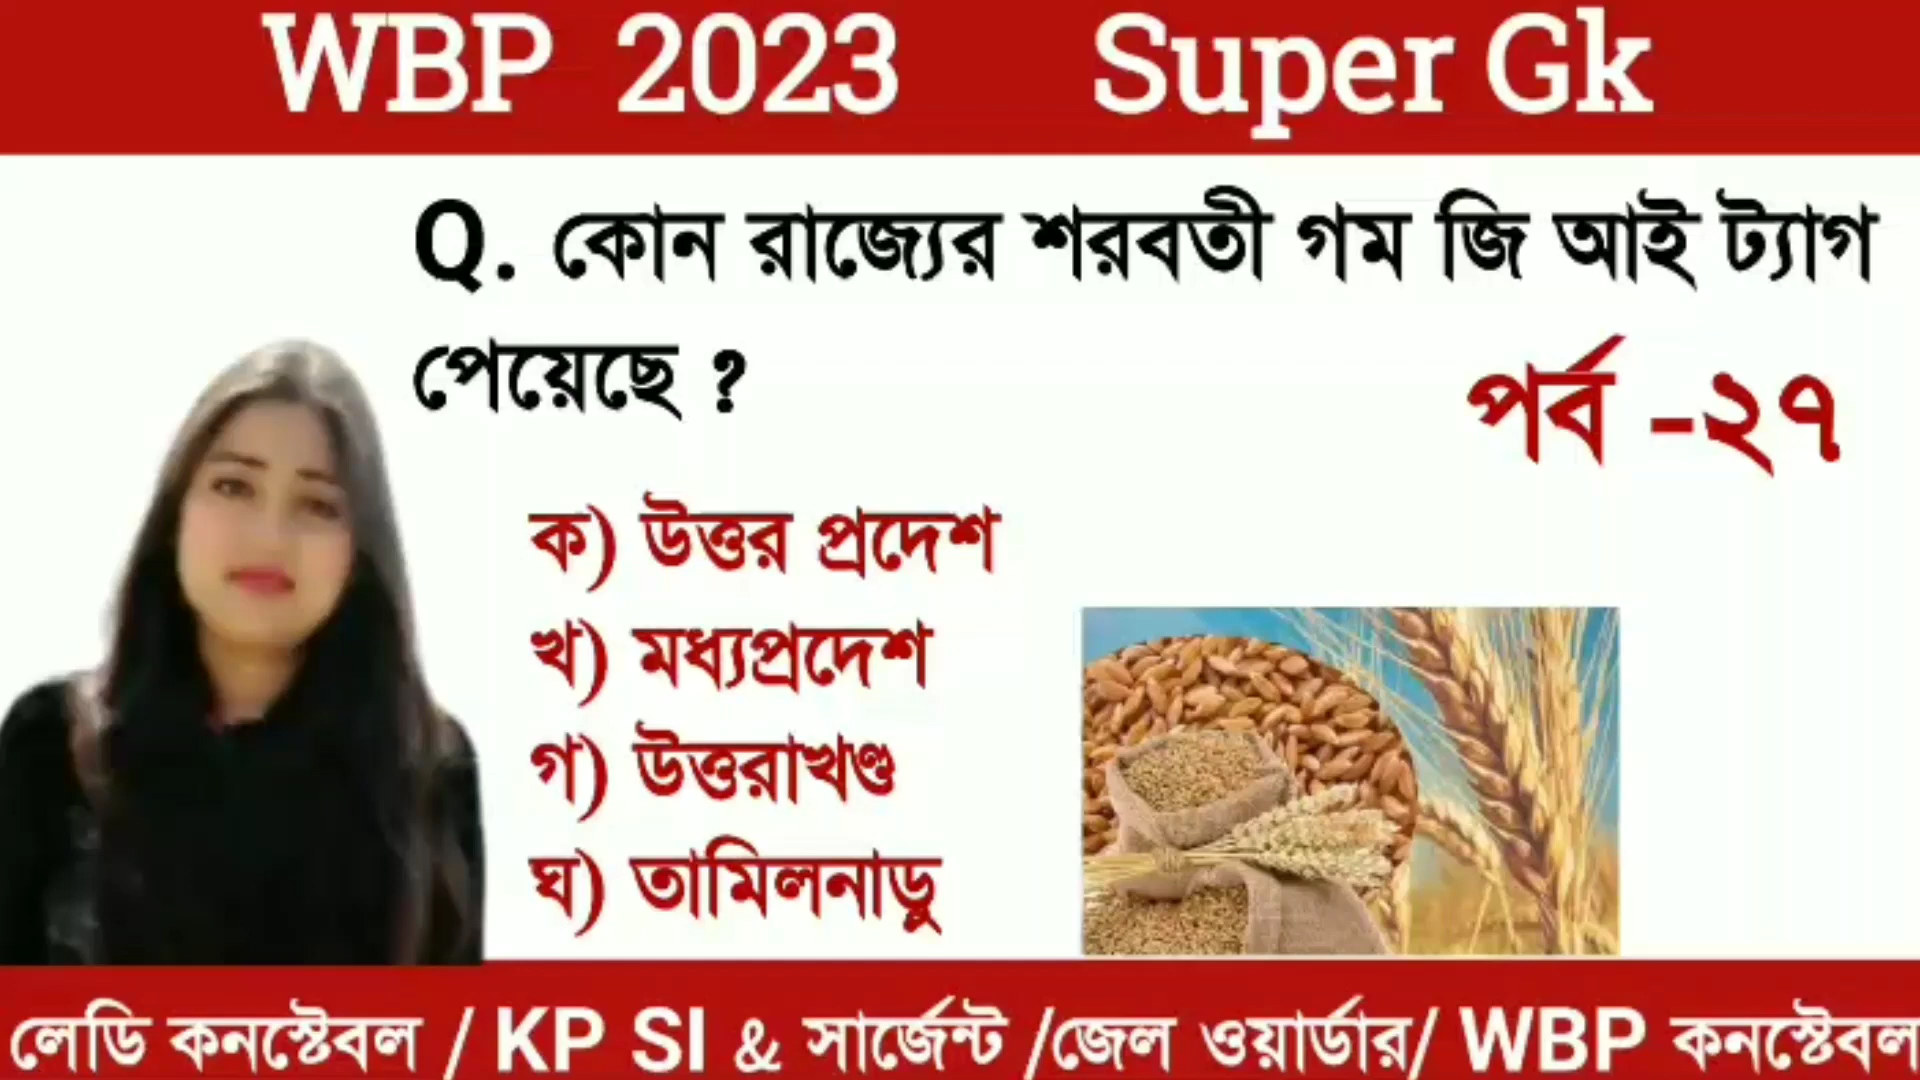 WBP 2023 Super Gk
Q. কোন রাজ্যের শরবতী গম জি আই ট্যাগ
পেয়েছে ?
পর্ব -২৭
ক) উত্তর প্রদেশ
খ) মধ্যপ্রদেশ
গ) উত্তরাখণ্ড
ঘ) তামিলনাড়ু
লেডি কনস্টেবল / KP SI & সার্জেন্ট /জেল ওয়ার্ডার/ WBP কনস্টেবল